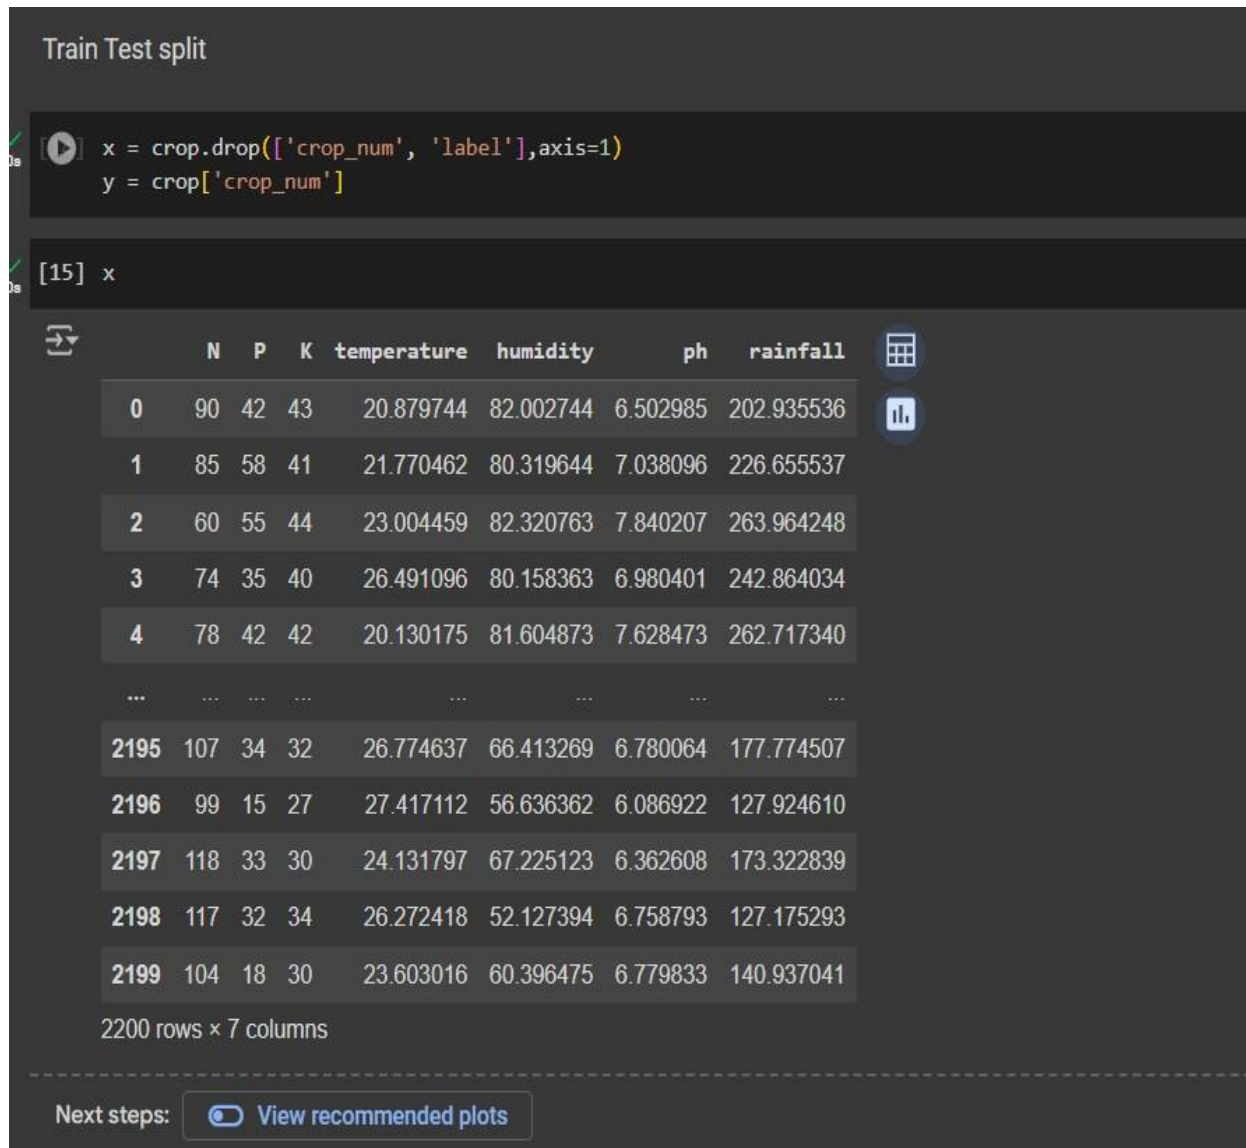 Train Test split
x = crop.drop(['crop_num', 'label'],axis=1)
y = crop['crop_num']
[15] x
N P K temperature humidity ph rainfall
0 90 42 43 20.879744 82.002744 6.502985 202.935536
1 85 58 41 21.770462 80.319644 7.038096 226.655537
2 60 55 44 23.004459 82.320763 7.840207 263.964248
3 74 35 40 26.491096 80.158363 6.980401 242.864034
4 78 42 42 20.130175 81.604873 7.628473 262.717340
... ... ... ... ... ... ... ...
2195 107 34 32 26.774637 66.413269 6.780064 177.774507
2196 99 15 27 27.417112 56.636362 6.086922 127.924610
2197 118 33 30 24.131797 67.225123 6.362608 173.322839
2198 117 32 34 26.272418 52.127394 6.758793 127.175293
2199 104 18 30 23.603016 60.396475 6.779833 140.937041
2200 rows × 7 columns
Next steps: View recommended plots